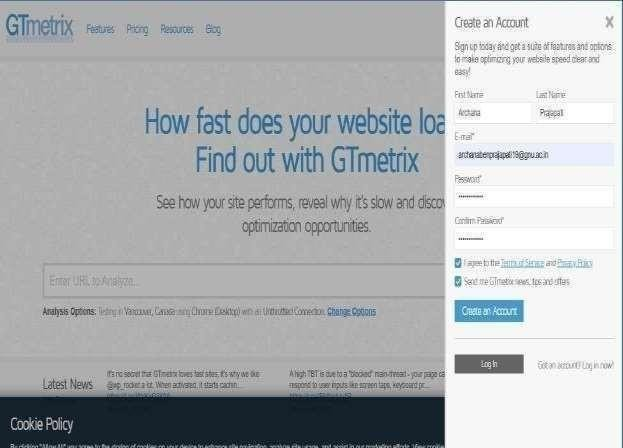 GTmetrix
Features Pricing Resources Blog
How fast does your website loa
Find out with GTmetrix
See how your site performs, reveal why it's slow and discov
optimization opportunities.
Enter URL to Analyze...
Analysis Options: Testing in Vancouver, Canada using Chrome (Desktop) with an Unthrottled Connection. Change Options
Latest News
It's no secret that GTmetrix loves fast sites, it's why we like
@wp_rocket a lot. When activated, it starts cachin...
A high TBT is due to a "blocked" main-thread - your page ca
respond to user inputs like screen taps, keyboard pr...
Cookie Policy
By clicking "Allow All" you agree to the storing of cookies on your device to enhance site navigation, analyze site usage, and assist in our marketing efforts. View cookie
Create an Account X
Sign up today and get a suite of features and options
to make optimizing your website speed clear and
easy!
First Name Last Name
Archana Prajapati
E-mail*
archanabenprajapati19@gnu.ac.in
Password*
Confirm Password*
I agree to the Terms of Service and Privacy Policy
Send me GTmetrix news, tips and offers
Create an Account
Log In Got an account? Log in now!